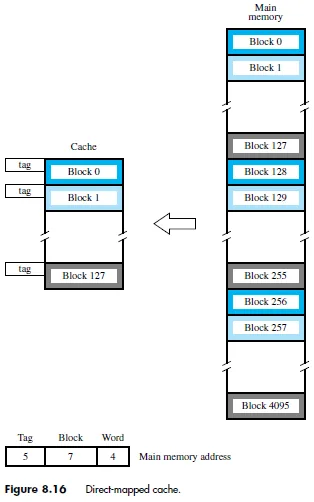 Main
memory
Block 0
Block 1
Cache
Block 127
tag
Block 0
Block 128
tag
Block 1
Block 129
tag
Block 127
Block 255
Block 256
Block 257
Block 4095
Tag Block Word
5 7 4 Main memory address
Figure 8.16 Direct-mapped cache.